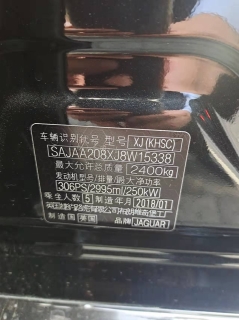 车辆识别代号 型号 XJ(KHSC)
SAJAA208XJ8W15338
最大允许总质量 2400kg
发动机型号/排量/最大净功率
306PS/2995ml/250kW
乘坐人数 5 制造年月 2018/01
制造国 英国 品牌 JAGUAR